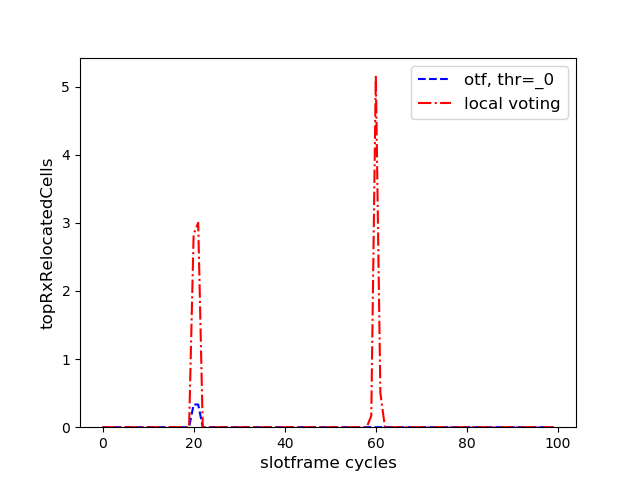 otf, thr=_0
local voting
topRxRelocatedCells
5
4
3
2
1
0
0 20 40 60 80 100
slotframe cycles